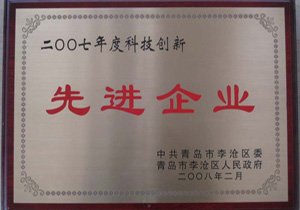 二〇〇七年度科技创新
先进企业
中共青岛市李沧区委
青岛市李沧区人民政府
二〇〇八年二月